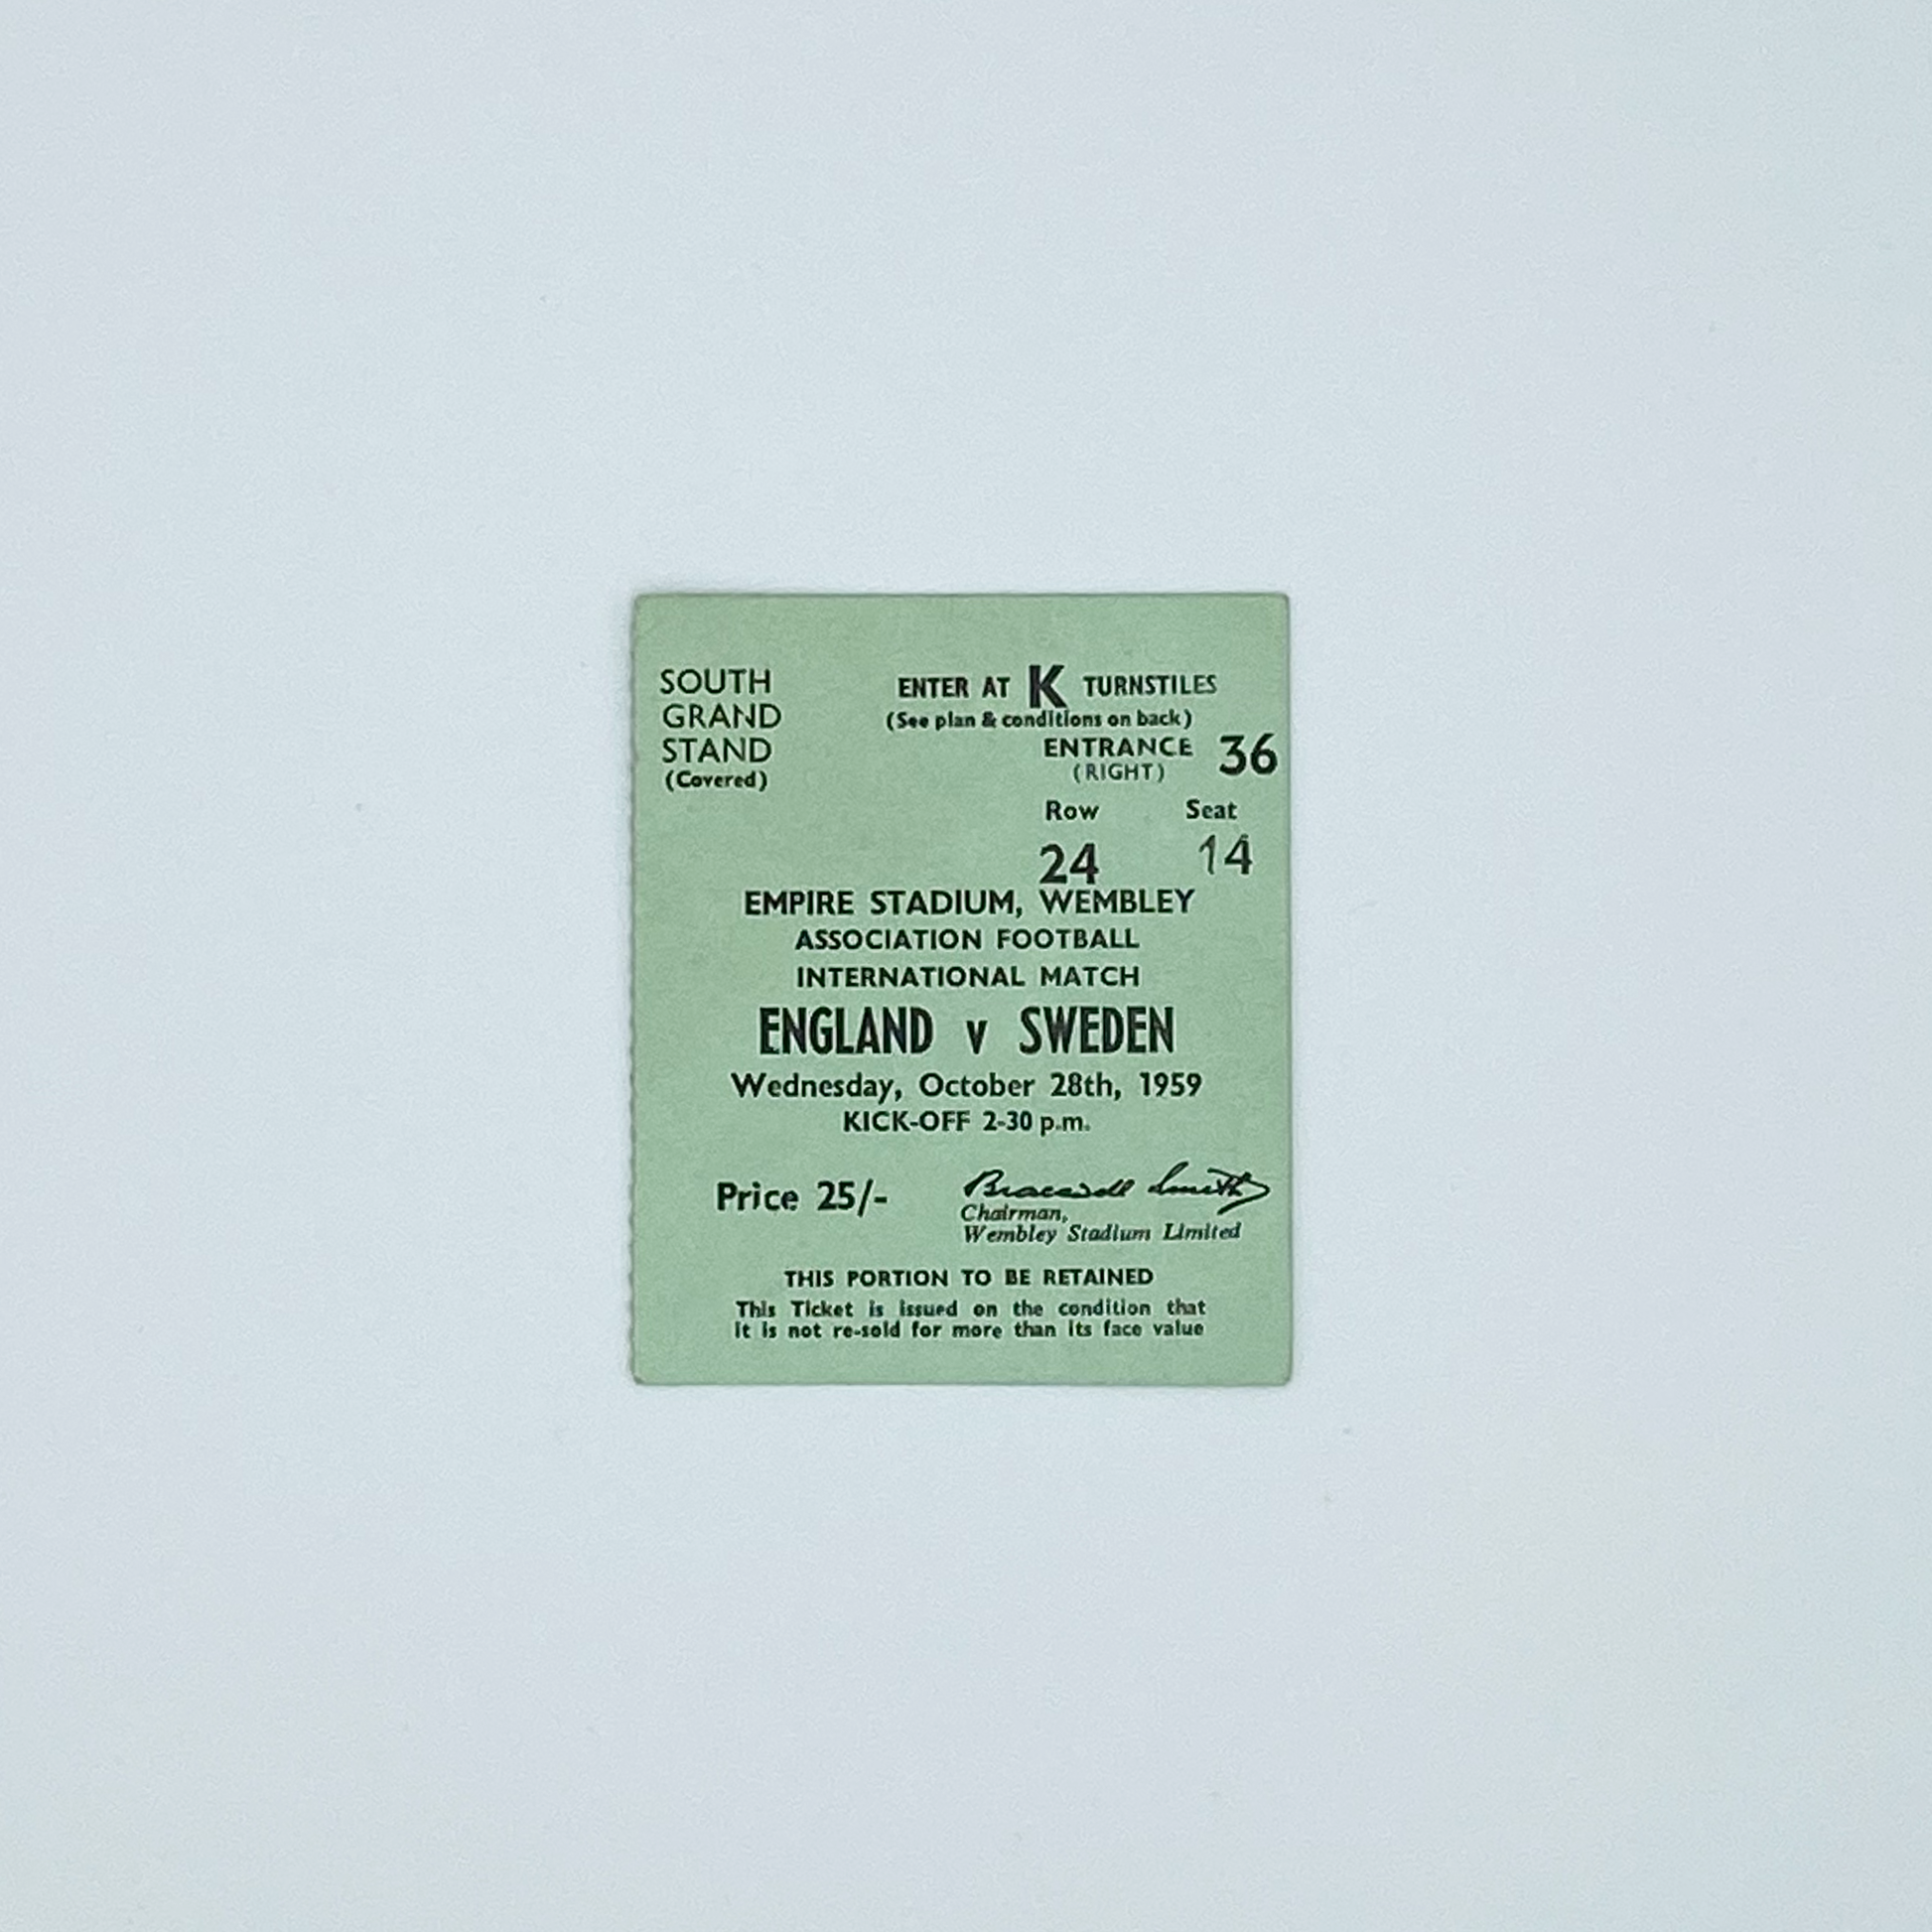 SOUTH
GRAND
STAND
(Covered)
ENTER AT K TURNSTILES
(See plan & conditions on back)
ENTRANCE 36
(RIGHT)
Row Seat
24 14
EMPIRE STADIUM, WEMBLEY
ASSOCIATION FOOTBALL
INTERNATIONAL MATCH
ENGLAND v SWEDEN
Wednesday, October 28th, 1959
KICK-OFF 2-30 p.m.
Price 25/-
Bracewell Smith
Chairman,
Wembley Stadium Limited
THIS PORTION TO BE RETAINED
This Ticket is issued on the condition that
it is not re-sold for more than its face value